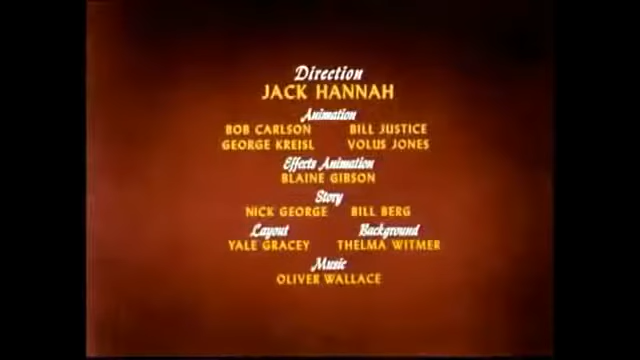 Direction
JACK HANNAH
Animation
BOB CARLSON BILL JUSTICE
GEORGE KREISL VOLUS JONES
Effects Animation
BLAINE GIBSON
Story
NICK GEORGE BILL BERG
Layout Background
YALE GRACEY THELMA WITMER
Music
OLIVER WALLACE